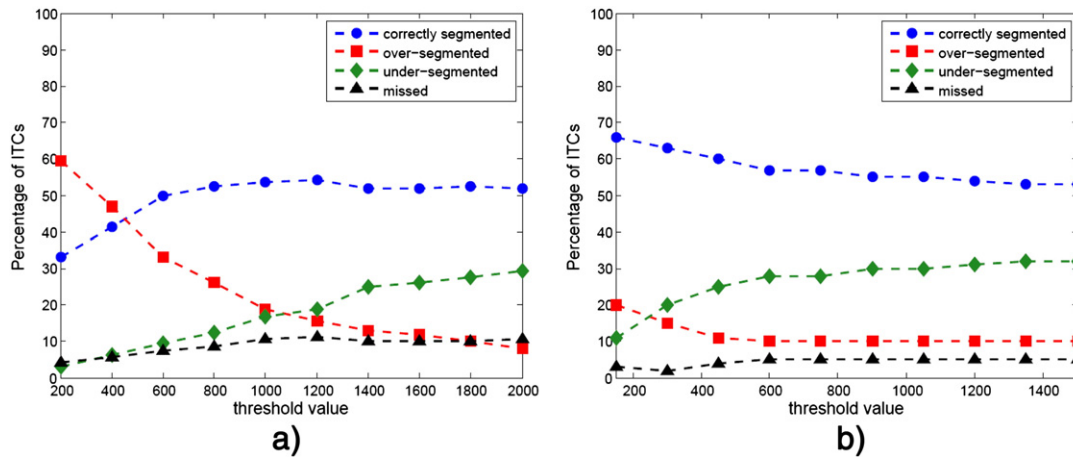 100
90
80
70
60
50
40
30
20
10
0
Percentage of ITCs
correctly segmented
over-segmented
under-segmented
missed
200 400 600 800 1000 1200 1400 1600 1800 2000
threshold value
a)
100
90
80
70
60
50
40
30
20
10
0
Percentage of ITCs
correctly segmented
over-segmented
under-segmented
missed
200 400 600 800 1000 1200 1400
threshold value
b)